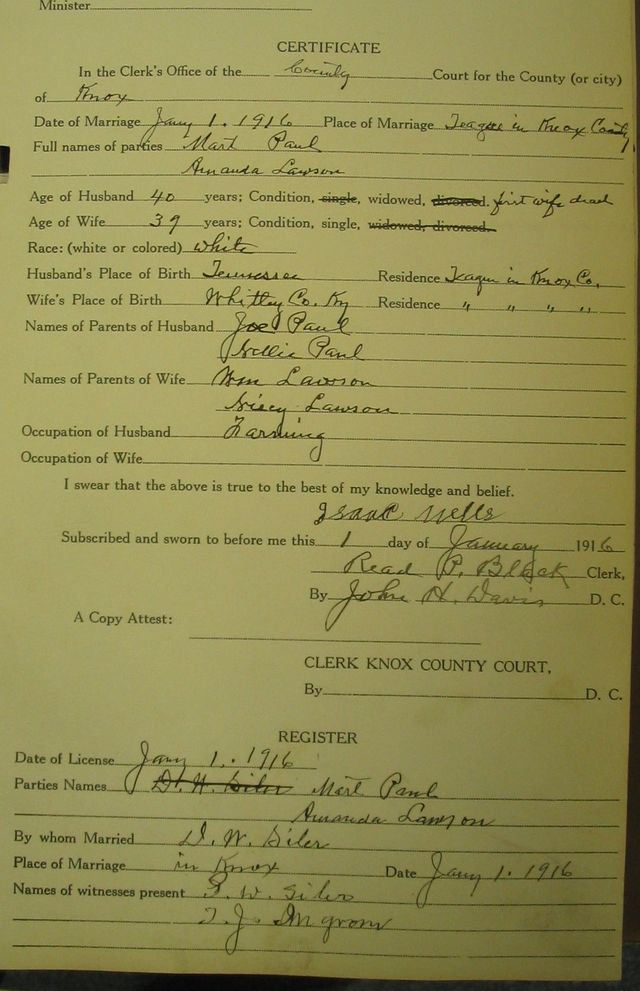 Minister
CERTIFICATE
In the Clerk's Office of the County Court for the County (or city)
of Knox
Date of Marriage Jany 1. 1916 Place of Marriage Teague in Knox County
Full names of parties Mart Paul
Amanda Lawson
Age of Husband 40 years; Condition, single, widowed, divorced. first wife dead
Age of Wife 39 years; Condition, single, widowed, divorced.
Race: (white or colored) White
Husband's Place of Birth Tennessee Residence Teague in Knox Co.
Wife's Place of Birth Whitley Co. Ky Residence " " " "
Names of Parents of Husband Joe Paul
Paul
Names of Parents of Wife Wm Lawson
Lawson
Occupation of Husband Farming
Occupation of Wife
I swear that the above is true to the best of my knowledge and belief.
Isaac Mells
Subscribed and sworn to before me this 1 day of January 1916
Read P. Black Clerk,
By John H. Davis D. C.
A Copy Attest:
CLERK KNOX COUNTY COURT,
By D. C.
REGISTER
Date of License Jany 1. 1916
Parties Names D. W. Siler Mart Paul
Amanda Lawson
By whom Married D. W. Siler
Place of Marriage in Knox Date Jany 1. 1916
Names of witnesses present Siler
T. J. Ingrom